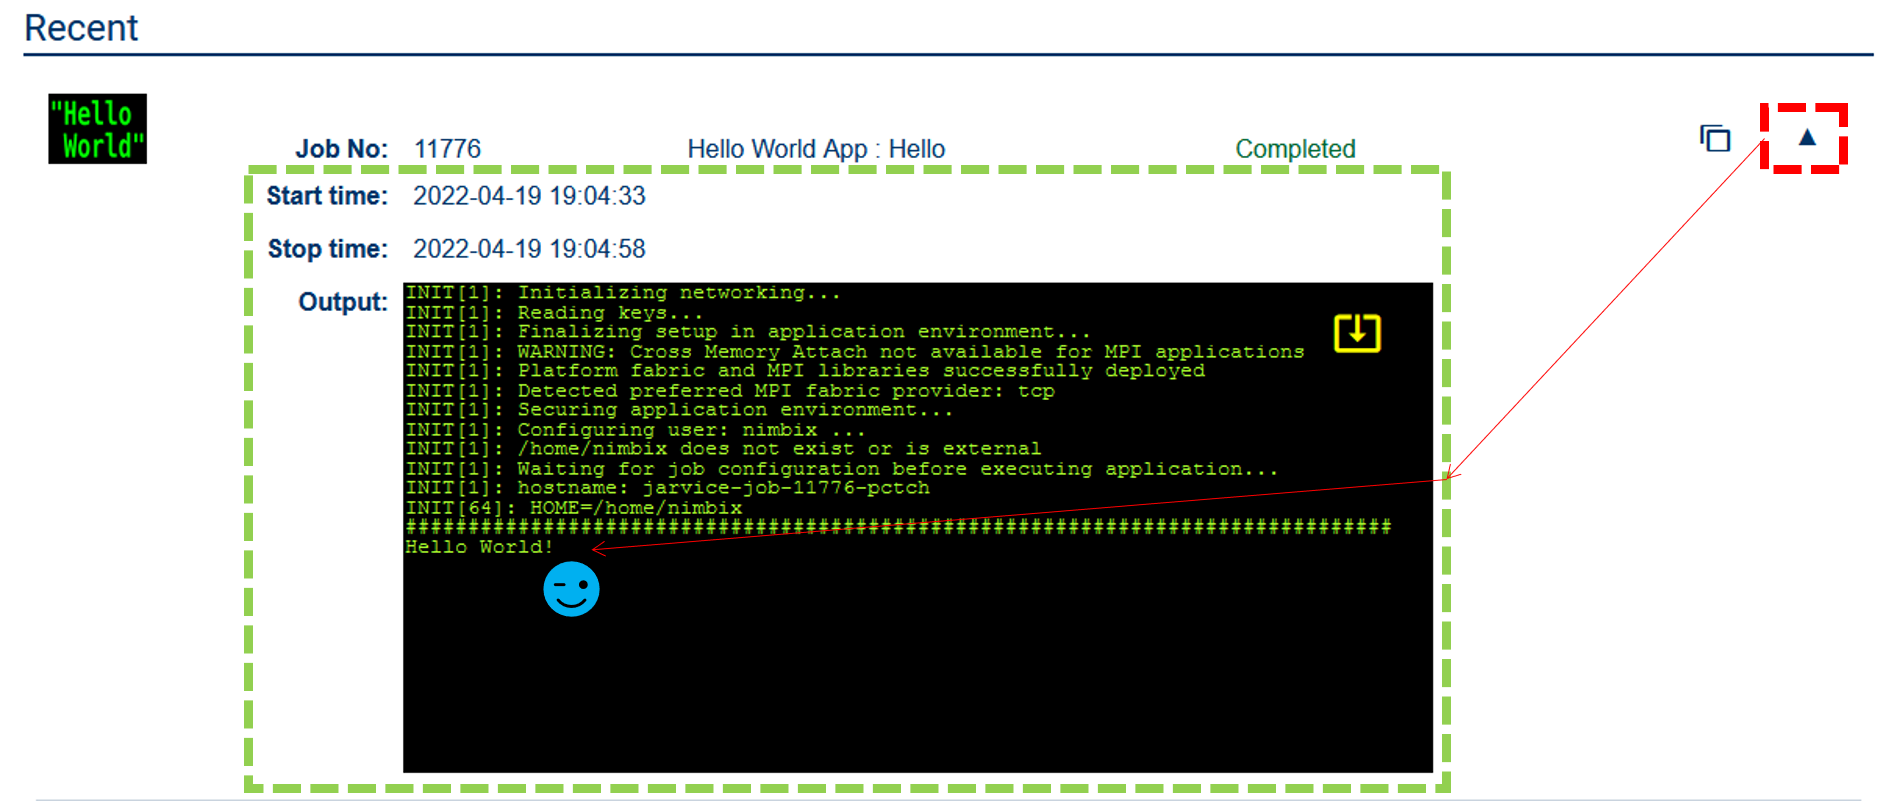 Recent
"Hello
World"
Job No: 11776 Hello World App : Hello Completed
Start time: 2022-04-19 19:04:33
Stop time: 2022-04-19 19:04:58
Output:
INIT[1]: Initializing networking...
INIT[1]: Reading keys...
INIT[1]: Finalizing setup in application environment...
INIT[1]: WARNING: Cross Memory Attach not available for MPI applications
INIT[1]: Platform fabric and MPI libraries successfully deployed
INIT[1]: Detected preferred MPI fabric provider: tcp
INIT[1]: Securing application environment...
INIT[1]: Configuring user: nimbix ...
INIT[1]: /home/nimbix does not exist or is external
INIT[1]: Waiting for job configuration before executing application...
INIT[1]: hostname: jarvice-job-11776-pctch
INIT[64]: HOME=/home/nimbix
###############################################################################
Hello World!